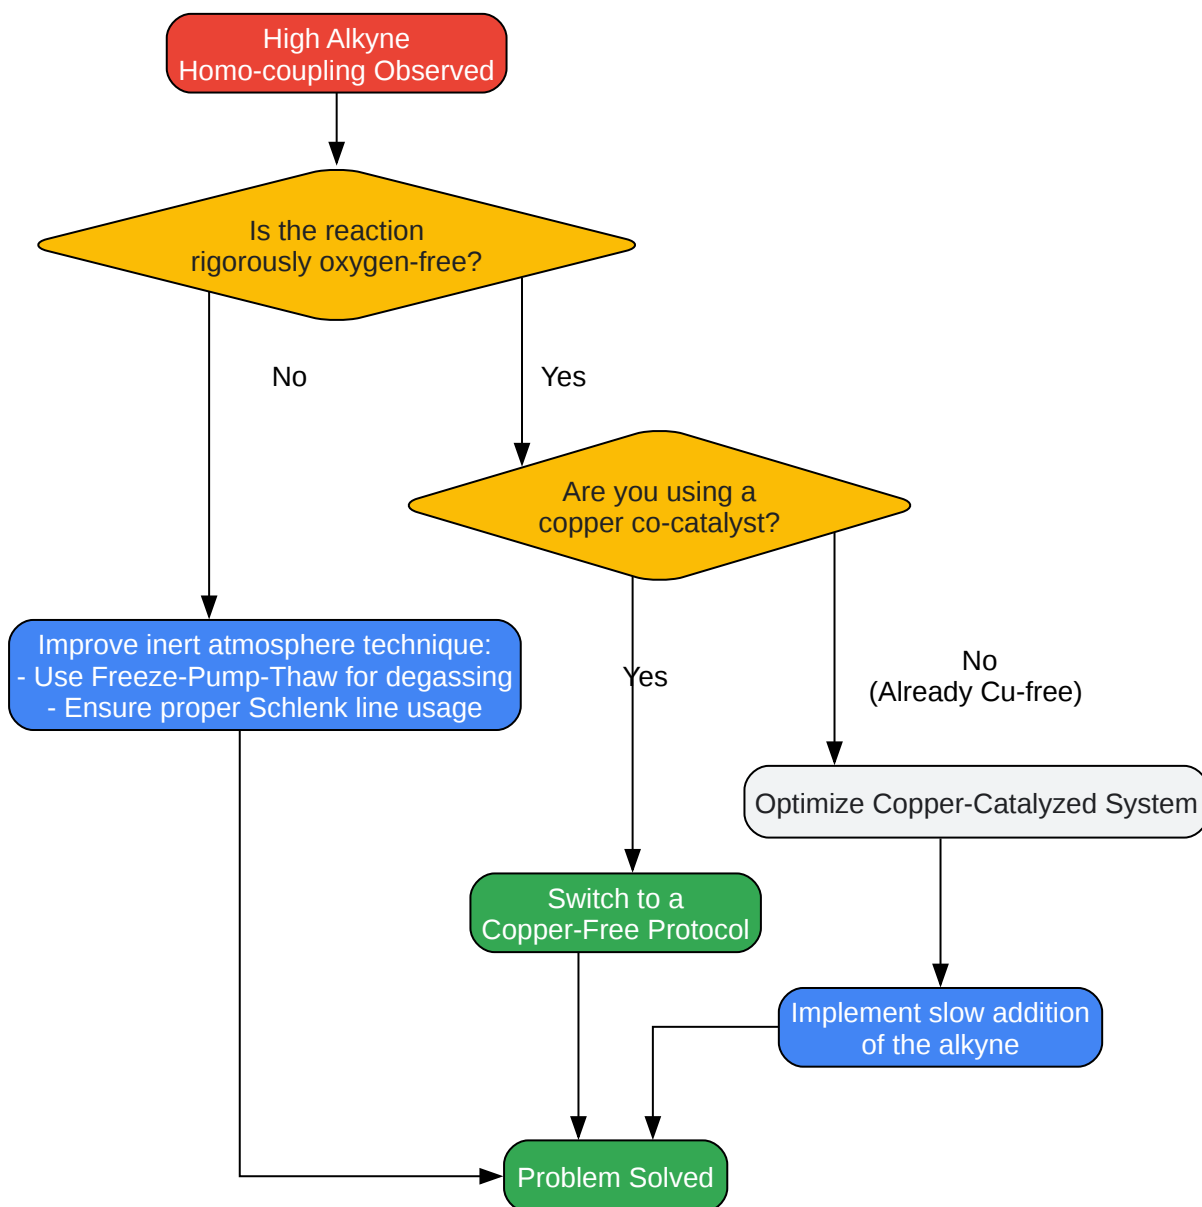 High Alkyne
Homo-coupling Observed
Is the reaction
rigorously oxygen-free?
No
Yes
Are you using a
copper co-catalyst?
Improve inert atmosphere technique:
- Use Freeze-Pump-Thaw for degassing
- Ensure proper Schlenk line usage
Yes
No
(Already Cu-free)
Optimize Copper-Catalyzed System
Switch to a
Copper-Free Protocol
Implement slow addition
of the alkyne
Problem Solved